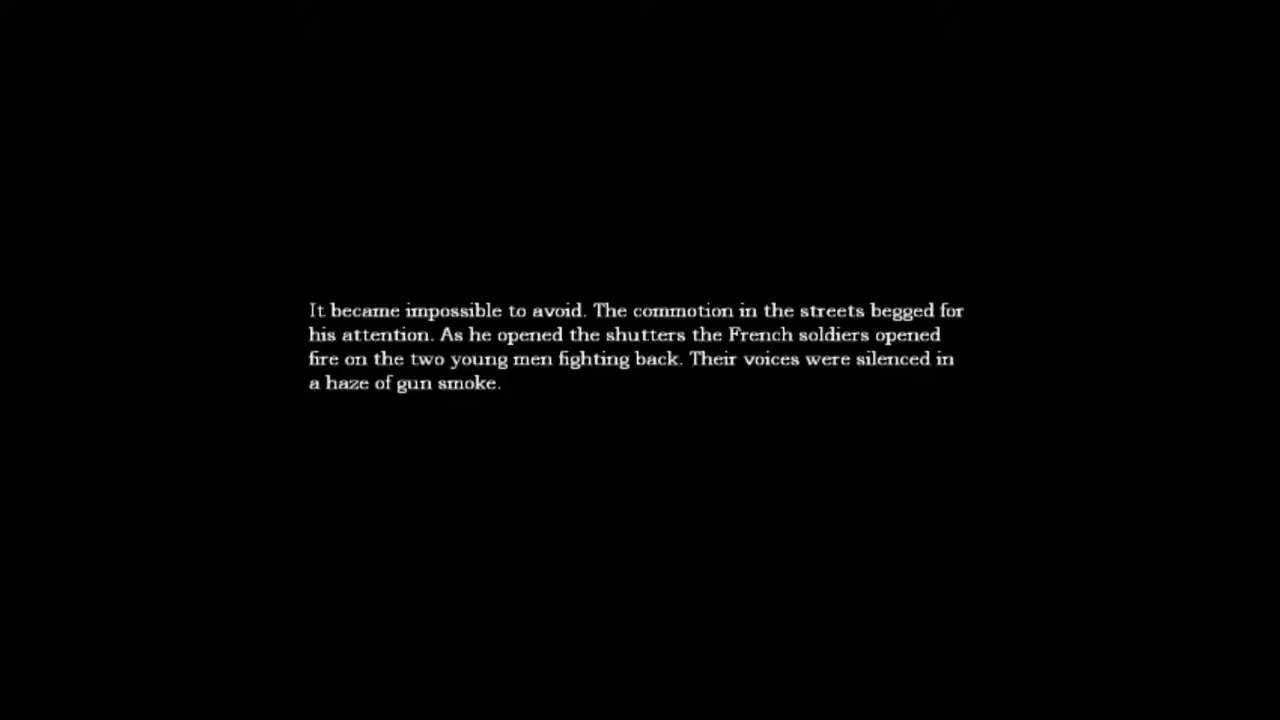 It became impossible to avoid. The commotion in the streets begged for
his attention. As he opened the shutters the French soldiers opened
fire on the two young men fighting back. Their voices were silenced in
a haze of gun smoke.